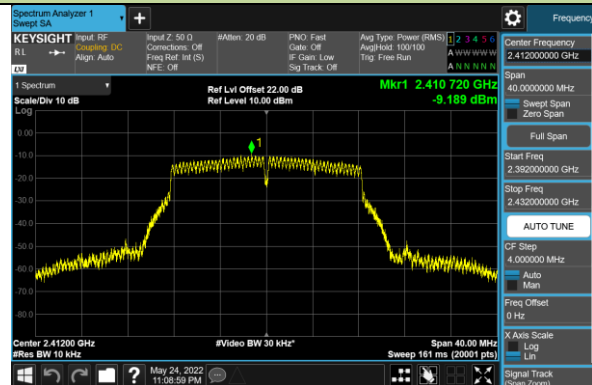 Spectrum Analyzer 1
Swept SA
+
Frequency
KEYSIGHT
RL
LXI
Input: RF
Coupling: DC
Align: Auto
Input Z: 50 Ω
Corrections: Off
Freq Ref: Int (S)
NFE: Off
#Atten: 20 dB
PNO: Fast
Gate: Off
IF Gain: Low
Sig Track: Off
Avg Type: Power (RMS)
Avg|Hold: 100/100
Trig: Free Run
1 2 3 4 5 6
A W W W W W
A N N N N N
1 Spectrum
Scale/Div 10 dB
Log
Ref Lvl Offset 22.00 dB
Ref Level 10.00 dBm
Mkr1 2.410 720 GHz
-9.189 dBm
1
0.00
-10.0
-20.0
-30.0
-40.0
-50.0
-60.0
-70.0
-80.0
Center 2.41200 GHz
#Res BW 10 kHz
#Video BW 30 kHz*
Span 40.00 MHz
Sweep 161 ms (20001 pts)
Center Frequency
2.412000000 GHz
Span
40.0000000 MHz
Swept Span
Zero Span
Full Span
Start Freq
2.392000000 GHz
Stop Freq
2.432000000 GHz
AUTO TUNE
CF Step
4.000000 MHz
Auto
Man
Freq Offset
0 Hz
X Axis Scale
Log
Lin
Signal Track
(Span Zoom)
?
May 24, 2022
11:08:59 PM